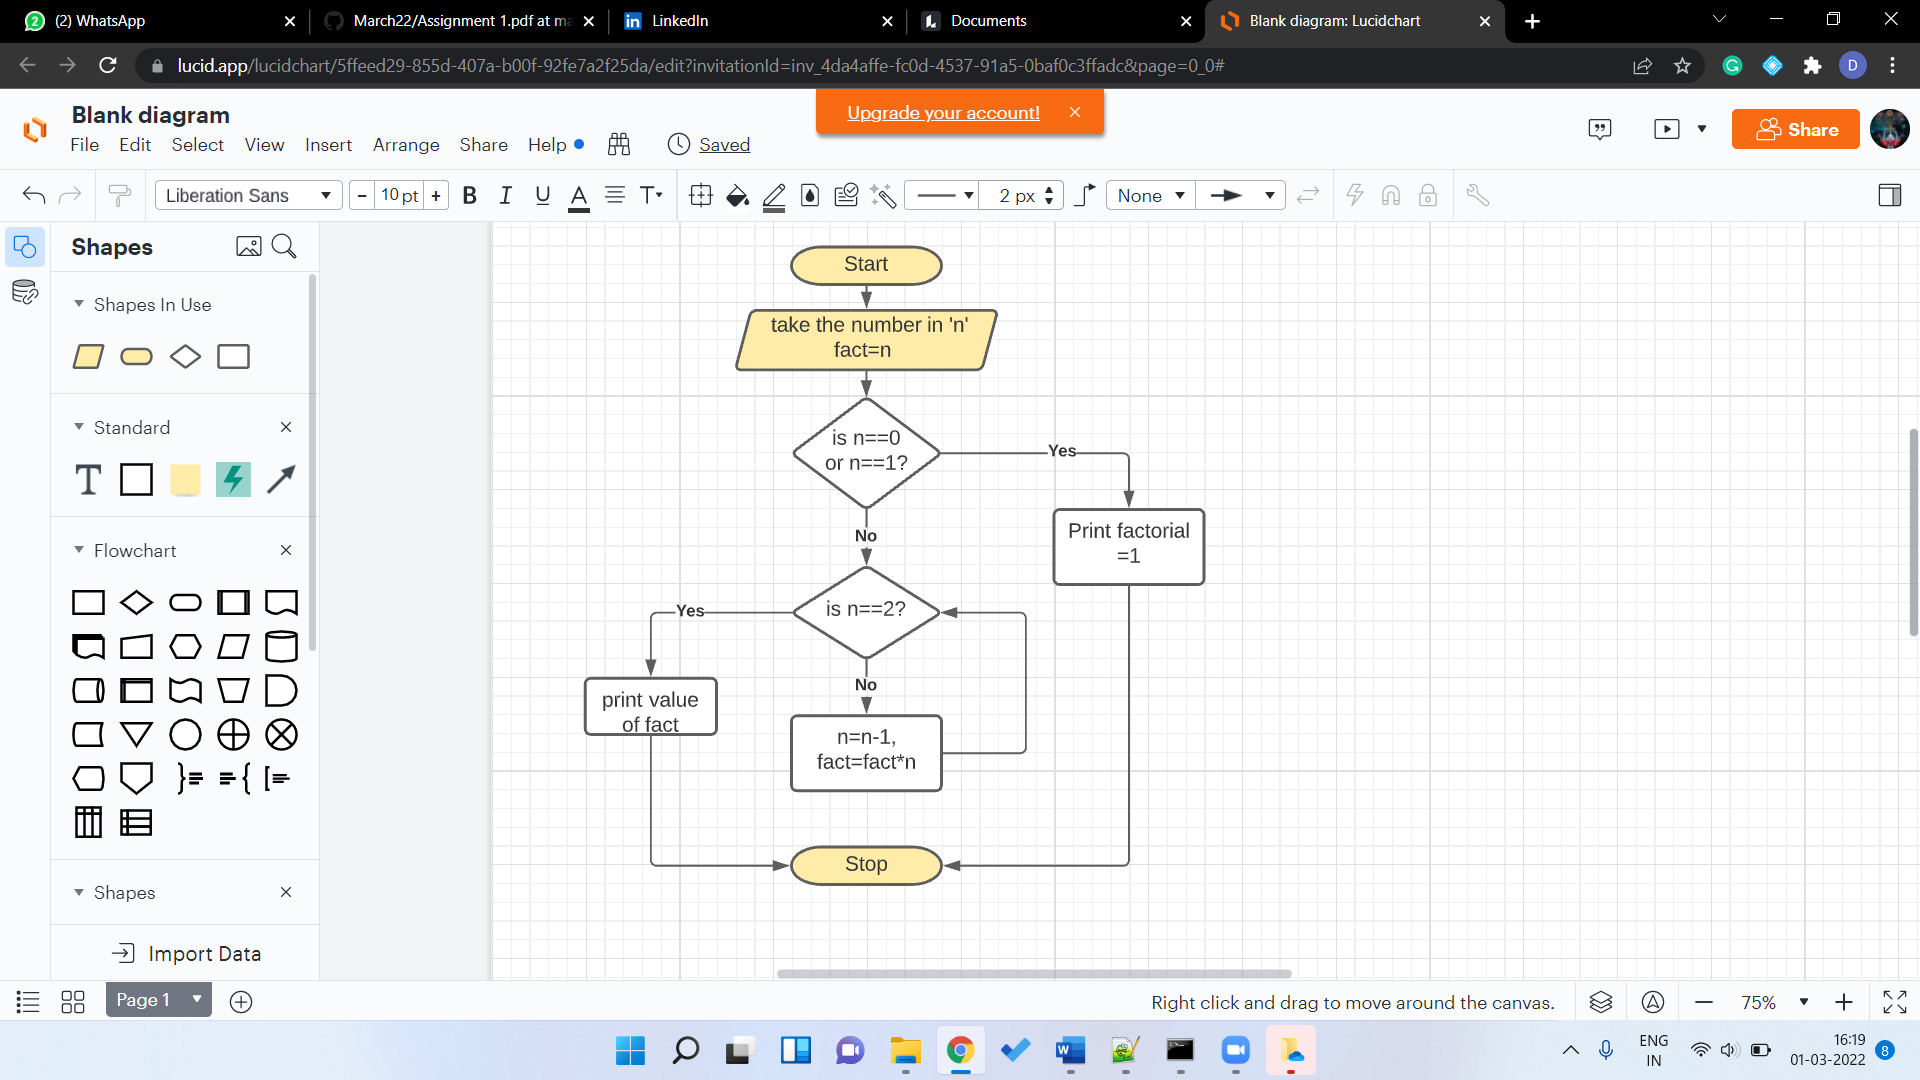 (2) WhatsApp
March22/Assignment 1.pdf at ma
LinkedIn
Documents
Blank diagram: Lucidchart
lucid.app/lucidchart/5ffeed29-855d-407a-b00f-92fe7a2f25da/edit?invitationId=inv_4da4affe-fc0d-4537-91a5-0baf0c3ffadc&page=0_0#
D
Blank diagram
Upgrade your account!
File Edit Select View Insert Arrange Share Help
Saved
Share
Liberation Sans
- 10 pt +
B I U A T
2 px
None
Shapes
Shapes In Use
Standard
T
Flowchart
Shapes
Import Data
Start
take the number in 'n'
fact=n
is n==0
or n==1?
Yes
No
Print factorial
=1
is n==2?
Yes
No
print value
of fact
n=n-1,
fact=fact*n
Stop
Page 1
Right click and drag to move around the canvas.
75%
ENG
IN
16:19
01-03-2022
8